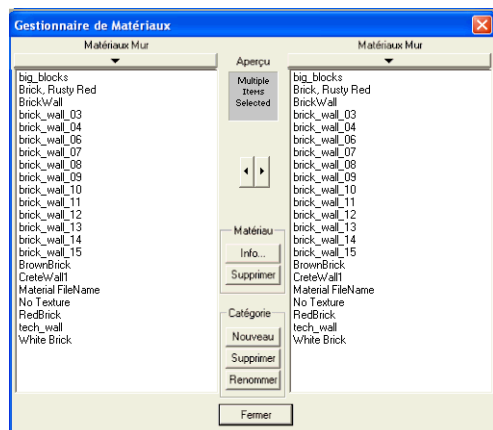 Gestionnaire de Matériaux
Matériaux Mur
big_blocks
Brick, Rusty Red
BrickWall
brick_wall_03
brick_wall_04
brick_wall_06
brick_wall_07
brick_wall_08
brick_wall_09
brick_wall_10
brick_wall_11
brick_wall_12
brick_wall_13
brick_wall_14
brick_wall_15
BrownBrick
CreteWall1
Material FileName
No Texture
RedBrick
tech_wall
White Brick
Aperçu
Multiple
Items
Selected
Matériau
Info...
Supprimer
Catégorie
Nouveau
Supprimer
Renommer
Fermer
Matériaux Mur
big_blocks
Brick, Rusty Red
BrickWall
brick_wall_03
brick_wall_04
brick_wall_06
brick_wall_07
brick_wall_08
brick_wall_09
brick_wall_10
brick_wall_11
brick_wall_12
brick_wall_13
brick_wall_14
brick_wall_15
BrownBrick
CreteWall1
Material FileName
No Texture
RedBrick
tech_wall
White Brick